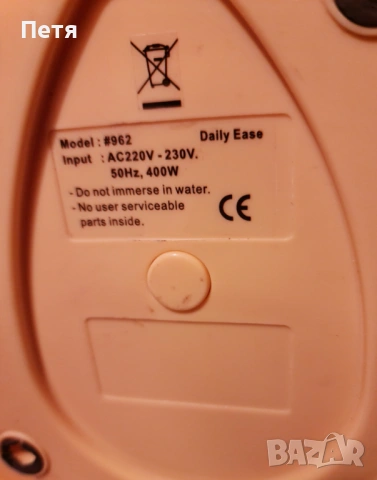 Петя
Model : #962 Daily Ease
Input : AC220V - 230V.
50Hz, 400W
- Do not immerse in water.
- No user serviceable
parts inside.
CE
BAZAR